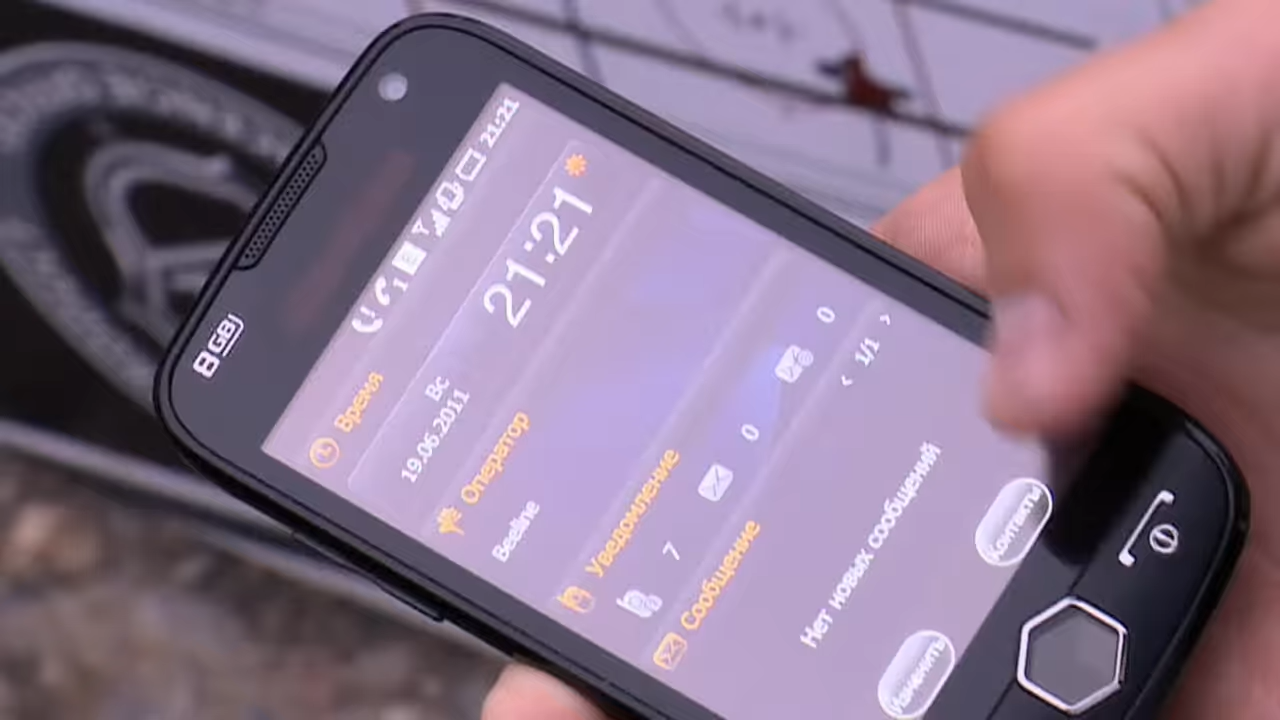 8GB
21:21
Время
21:21
Вс
19.06.2011
Оператор
Beeline
Уведомление
7
0
0
Сообщение
‹ 1/1 ›
Нет новых сообщений
Изменить
Контакты